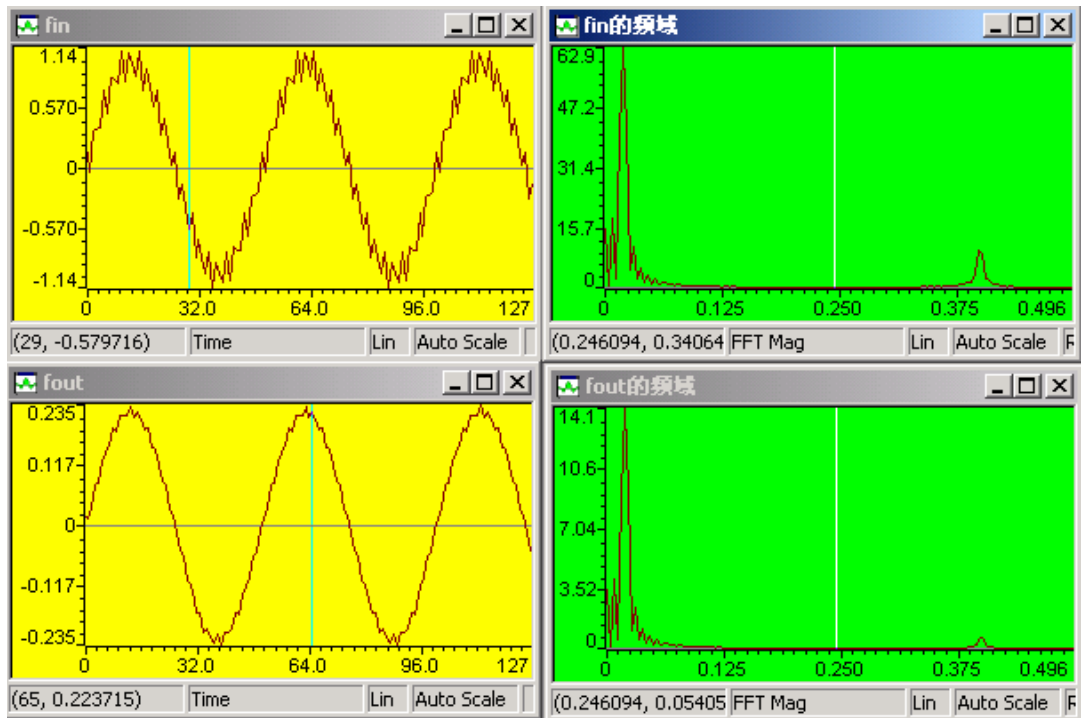 fin
1.14
0.570
0
-0.570
-1.14
0 32.0 64.0 96.0 127
(29, -0.579716) Time Lin Auto Scale
fin的頻域
62.9
47.2
31.4
15.7
0
0 0.125 0.250 0.375 0.496
(0.246094, 0.34064 FFT Mag Lin Auto Scale
fout
0.235
0.117
0
-0.117
-0.235
0 32.0 64.0 96.0 127
(65, 0.223715) Time Lin Auto Scale
fout的頻域
14.1
10.6
7.04
3.52
0
0 0.125 0.250 0.375 0.496
(0.246094, 0.05405 FFT Mag Lin Auto Scale